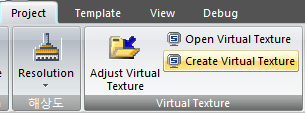 Project Template View Debug
Resolution
해상도
Adjust Virtual
Texture
Open Virtual Texture
Create Virtual Texture
Virtual Texture